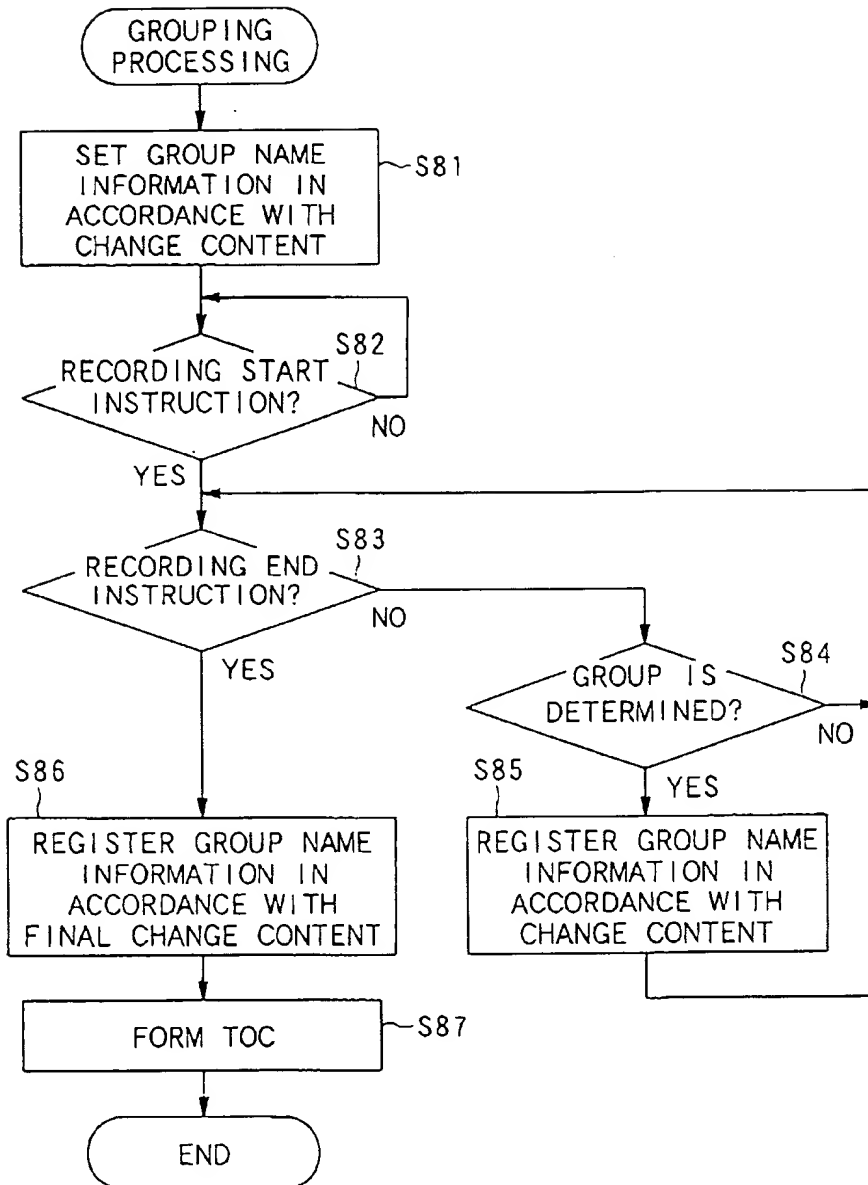 GROUPING
PROCESSING
SET GROUP NAME
INFORMATION IN
ACCORDANCE WITH
CHANGE CONTENT
S81
S82
RECORDING START
INSTRUCTION?
NO
YES
S83
RECORDING END
INSTRUCTION?
NO
YES
S84
GROUP IS
DETERMINED?
NO
YES
S86
REGISTER GROUP NAME
INFORMATION IN
ACCORDANCE WITH
FINAL CHANGE CONTENT
S85
REGISTER GROUP NAME
INFORMATION IN
ACCORDANCE WITH
CHANGE CONTENT
FORM TOC
S87
END